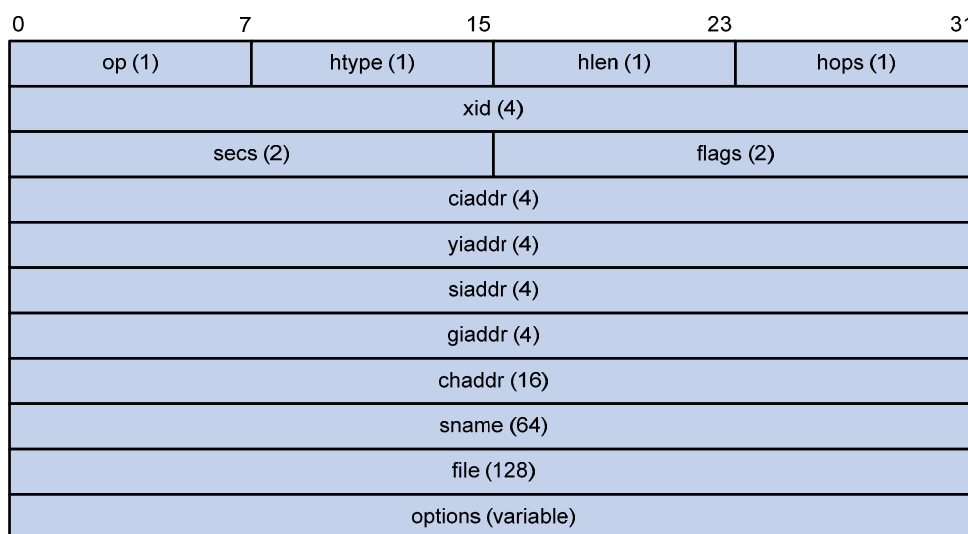 0 7 15 23 31
op (1) htype (1) hlen (1) hops (1)
xid (4)
secs (2) flags (2)
ciaddr (4)
yiaddr (4)
siaddr (4)
giaddr (4)
chaddr (16)
sname (64)
file (128)
options (variable)